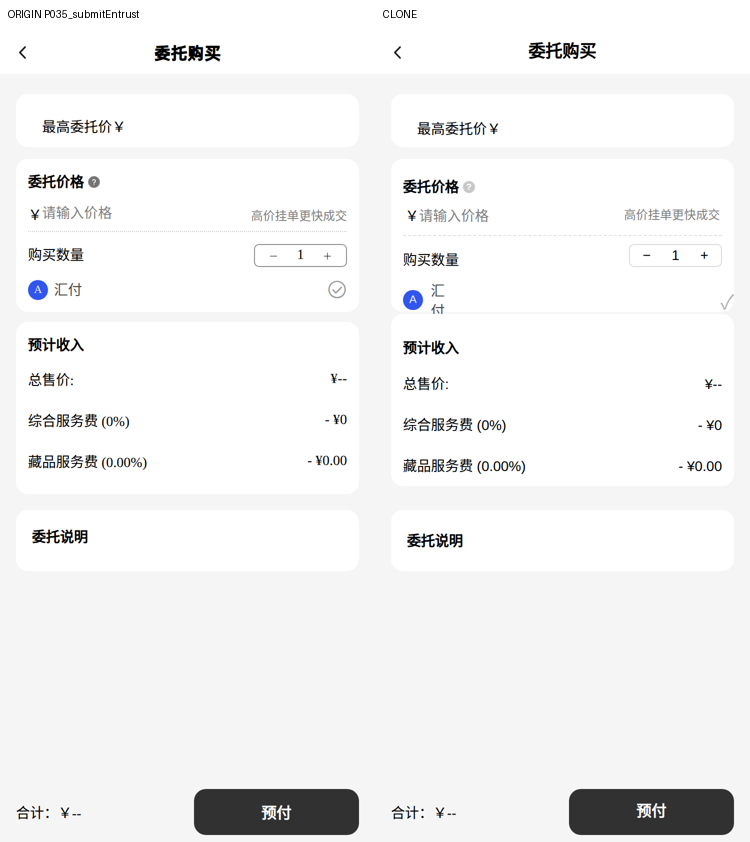 ORIGIN P035_submitEntrust
委托购买
最高委托价￥
委托价格 ?
￥请输入价格 高价挂单更快成交
购买数量 − 1 +
A 汇付
预计收入
总售价: ¥--
综合服务费 (0%) - ¥0
藏品服务费 (0.00%) - ¥0.00
委托说明
合计：￥-- 预付
CLONE
委托购买
最高委托价￥
委托价格 ?
￥请输入价格 高价挂单更快成交
购买数量 − 1 +
A 汇
付
预计收入
总售价: ¥--
综合服务费 (0%) - ¥0
藏品服务费 (0.00%) - ¥0.00
委托说明
合计：￥-- 预付